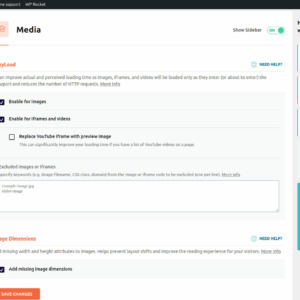 me support WP Rocket
Media
Show Sidebar ON
zyLoad NEED HELP?
an improve actual and perceived loading time as images, iframes, and videos will be loaded only as they enter (or about to enter) the
wport and reduces the number of HTTP requests. More Info
Enable for images
Enable for iframes and videos
Replace YouTube iframe with preview image
This can significantly improve your loading time if you have a lot of YouTube videos on a page.
Excluded images or iframes
pecify keywords (e.g. image filename, CSS class, domain) from the image or iframe code to be excluded (one per line). More info
example-image.jpg
slider-image
age Dimensions NEED HELP?
d missing width and height attributes to images. Helps prevent layout shifts and improve the reading experience for your visitors. More info
Add missing image dimensions
SAVE CHANGES